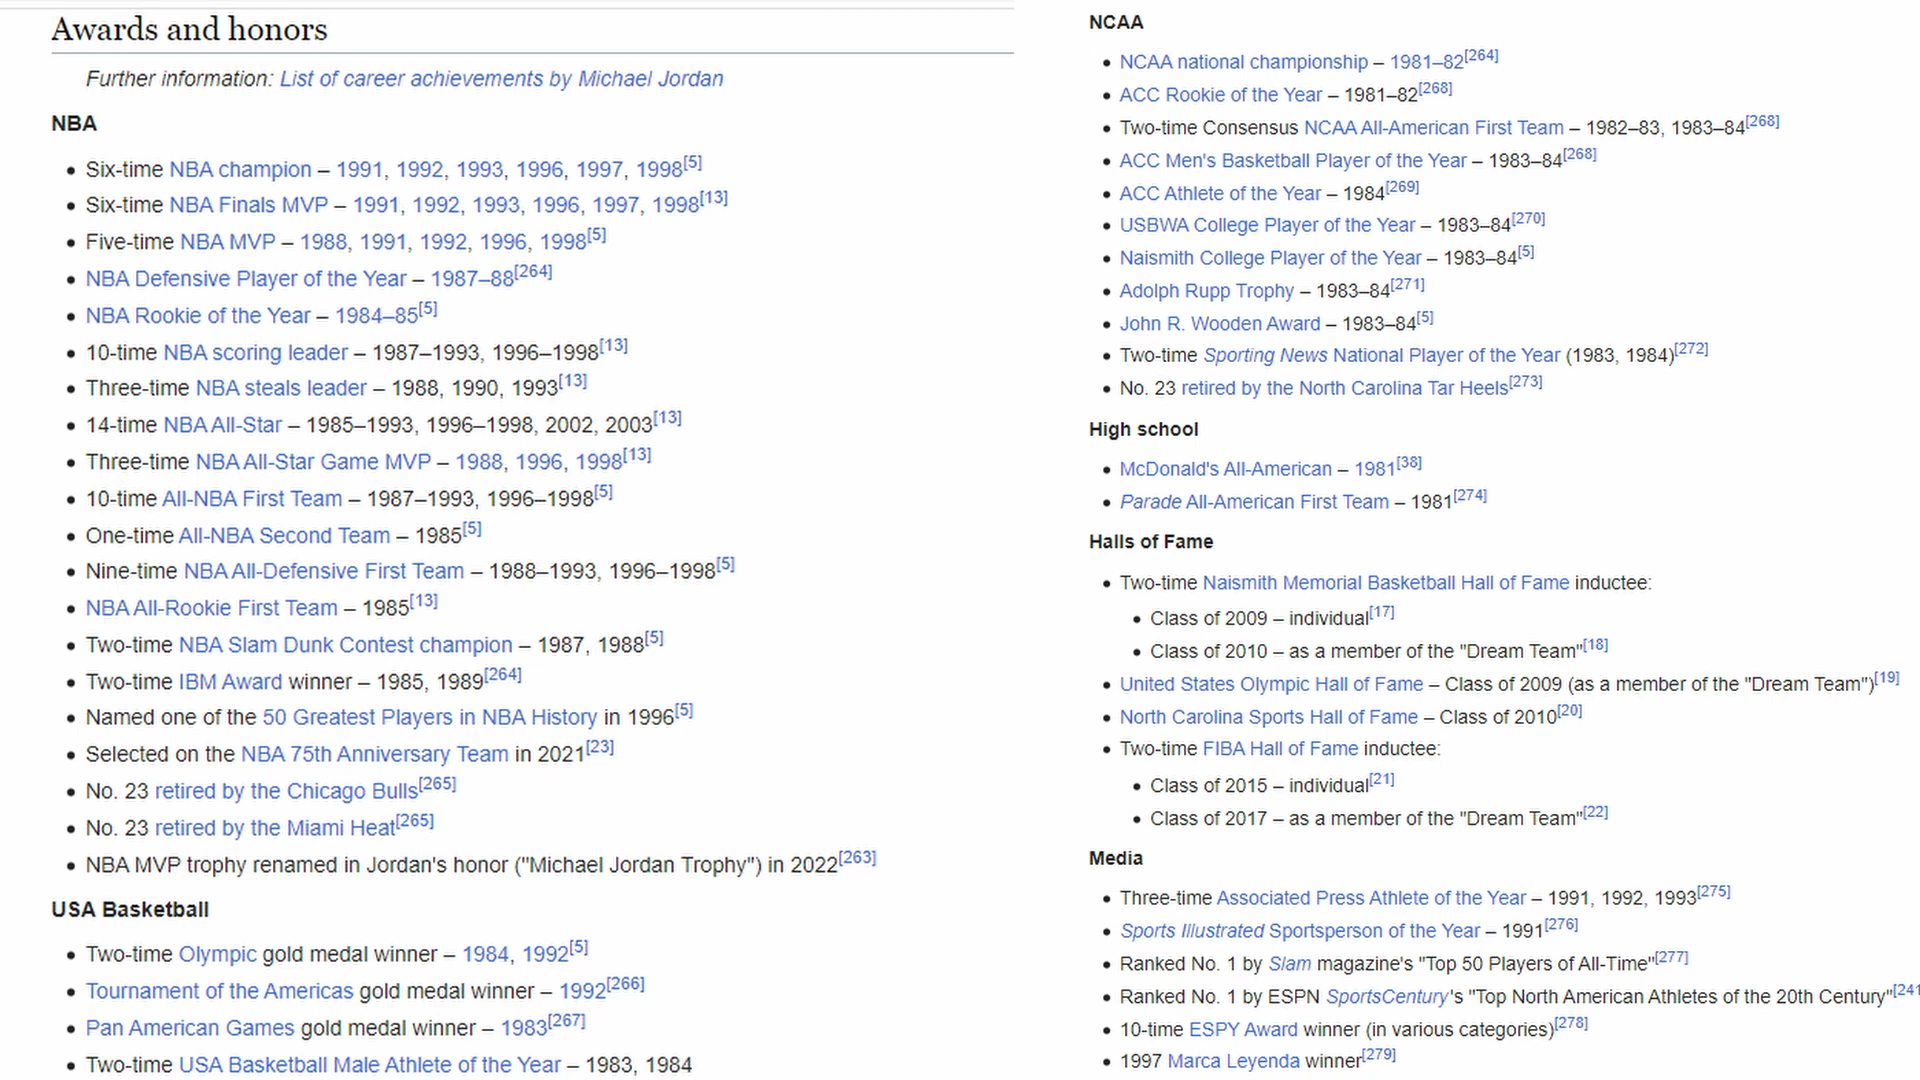 Awards and honors
Further information: List of career achievements by Michael Jordan
NBA
• Six-time NBA champion – 1991, 1992, 1993, 1996, 1997, 1998[5]
• Six-time NBA Finals MVP – 1991, 1992, 1993, 1996, 1997, 1998[13]
• Five-time NBA MVP – 1988, 1991, 1992, 1996, 1998[5]
• NBA Defensive Player of the Year – 1987–88[264]
• NBA Rookie of the Year – 1984–85[5]
• 10-time NBA scoring leader – 1987–1993, 1996–1998[13]
• Three-time NBA steals leader – 1988, 1990, 1993[13]
• 14-time NBA All-Star – 1985–1993, 1996–1998, 2002, 2003[13]
• Three-time NBA All-Star Game MVP – 1988, 1996, 1998[13]
• 10-time All-NBA First Team – 1987–1993, 1996–1998[5]
• One-time All-NBA Second Team – 1985[5]
• Nine-time NBA All-Defensive First Team – 1988–1993, 1996–1998[5]
• NBA All-Rookie First Team – 1985[13]
• Two-time NBA Slam Dunk Contest champion – 1987, 1988[5]
• Two-time IBM Award winner – 1985, 1989[264]
• Named one of the 50 Greatest Players in NBA History in 1996[5]
• Selected on the NBA 75th Anniversary Team in 2021[23]
• No. 23 retired by the Chicago Bulls[265]
• No. 23 retired by the Miami Heat[265]
• NBA MVP trophy renamed in Jordan's honor ("Michael Jordan Trophy") in 2022[263]
USA Basketball
• Two-time Olympic gold medal winner – 1984, 1992[5]
• Tournament of the Americas gold medal winner – 1992[266]
• Pan American Games gold medal winner – 1983[267]
• Two-time USA Basketball Male Athlete of the Year – 1983, 1984
NCAA
• NCAA national championship – 1981–82[264]
• ACC Rookie of the Year – 1981–82[268]
• Two-time Consensus NCAA All-American First Team – 1982–83, 1983–84[268]
• ACC Men's Basketball Player of the Year – 1983–84[268]
• ACC Athlete of the Year – 1984[269]
• USBWA College Player of the Year – 1983–84[270]
• Naismith College Player of the Year – 1983–84[5]
• Adolph Rupp Trophy – 1983–84[271]
• John R. Wooden Award – 1983–84[5]
• Two-time Sporting News National Player of the Year (1983, 1984)[272]
• No. 23 retired by the North Carolina Tar Heels[273]
High school
• McDonald's All-American – 1981[38]
• Parade All-American First Team – 1981[274]
Halls of Fame
• Two-time Naismith Memorial Basketball Hall of Fame inductee:
• Class of 2009 – individual[17]
• Class of 2010 – as a member of the "Dream Team"[18]
• United States Olympic Hall of Fame – Class of 2009 (as a member of the "Dream Team")[19]
• North Carolina Sports Hall of Fame – Class of 2010[20]
• Two-time FIBA Hall of Fame inductee:
• Class of 2015 – individual[21]
• Class of 2017 – as a member of the "Dream Team"[22]
Media
• Three-time Associated Press Athlete of the Year – 1991, 1992, 1993[275]
• Sports Illustrated Sportsperson of the Year – 1991[276]
• Ranked No. 1 by Slam magazine's "Top 50 Players of All-Time"[277]
• Ranked No. 1 by ESPN SportsCentury's "Top North American Athletes of the 20th Century"[241
• 10-time ESPY Award winner (in various categories)[278]
• 1997 Marca Leyenda winner[279]